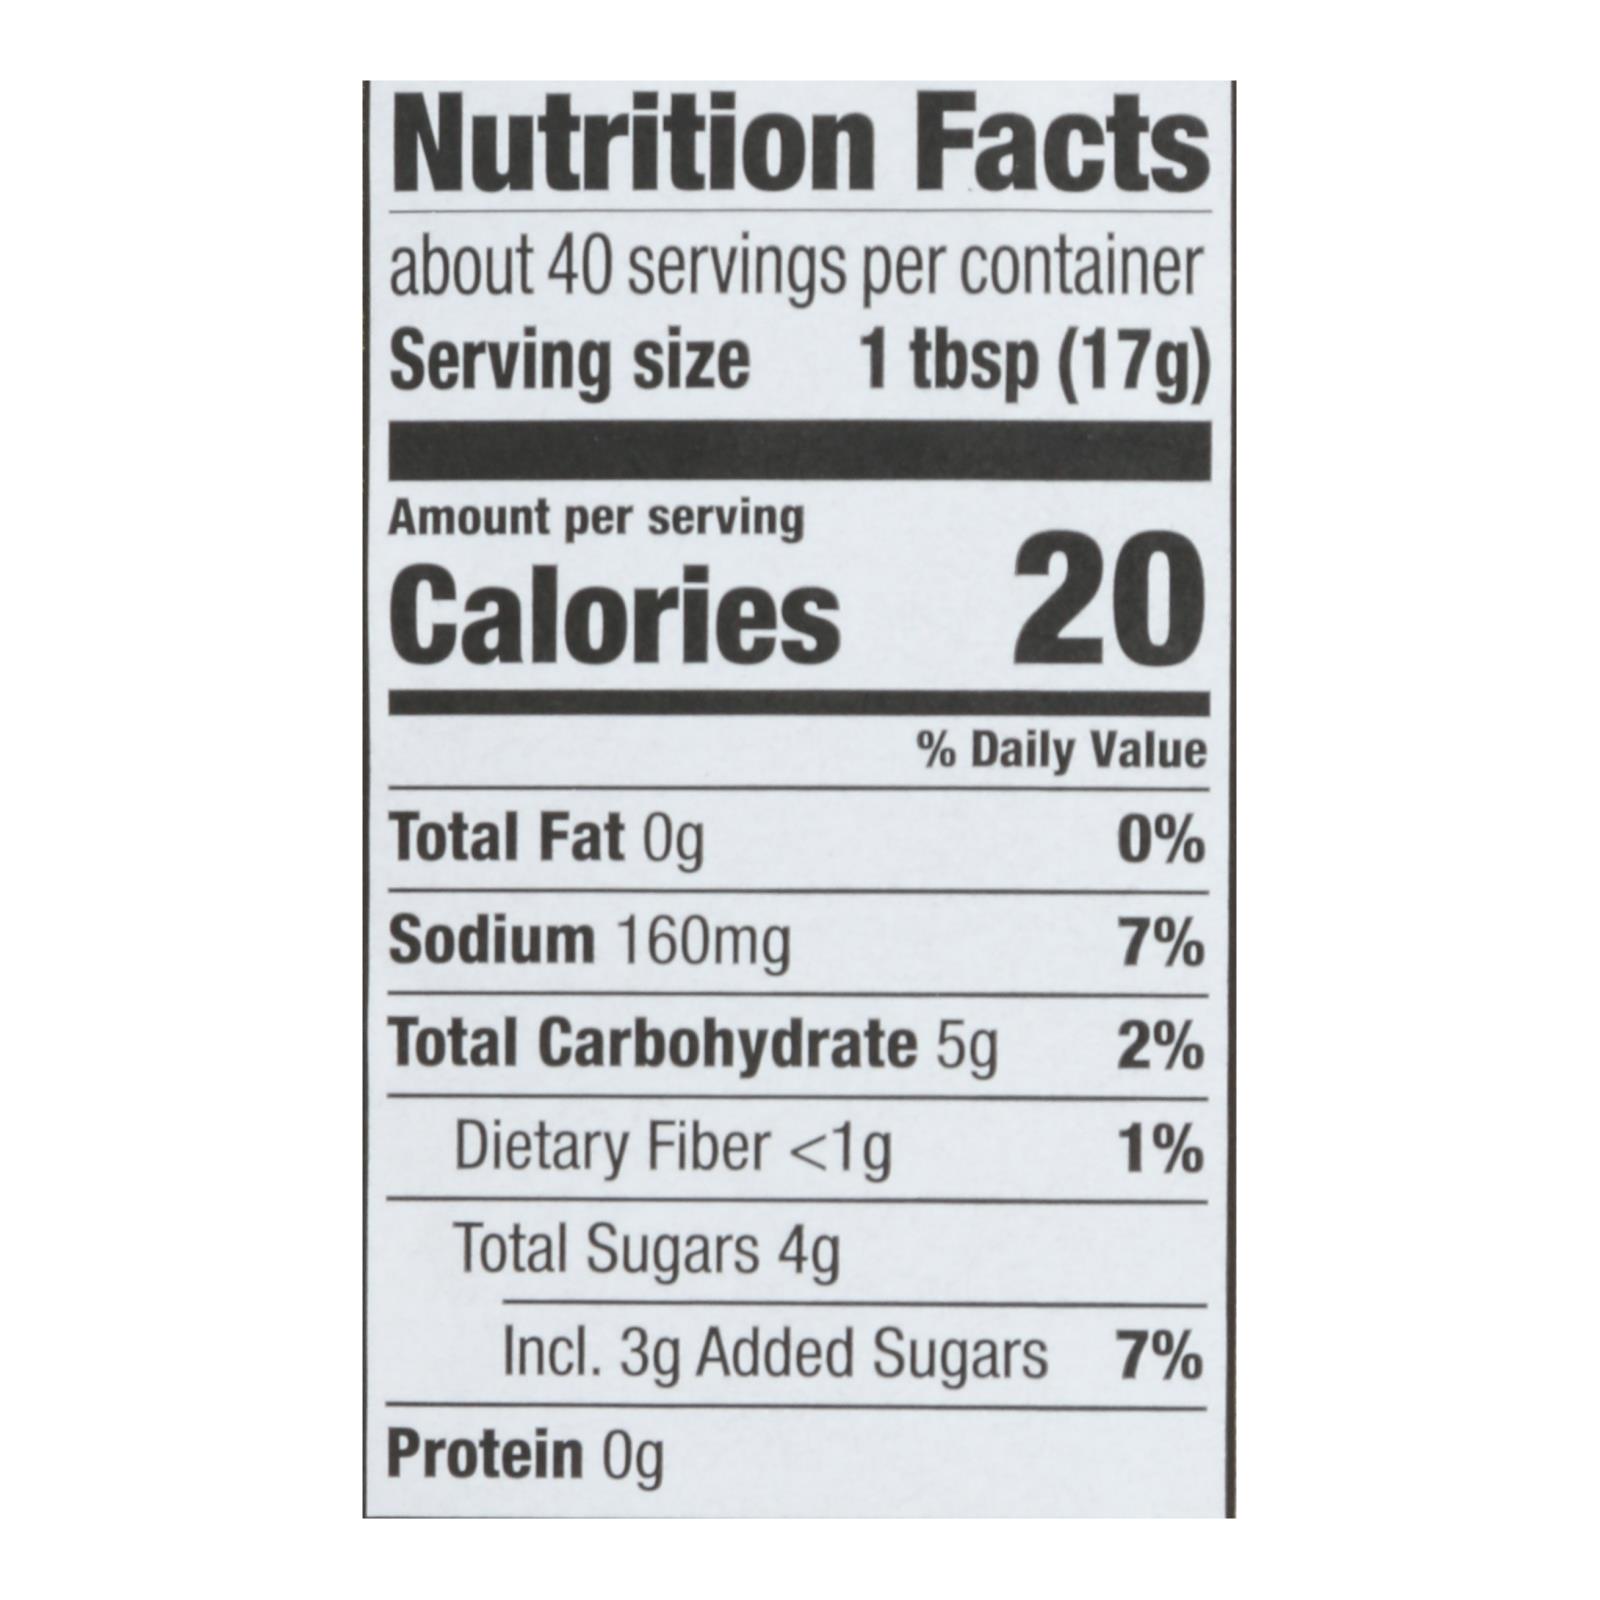 Nutrition Facts
about 40 servings per container
Serving size 1 tbsp (17g)
Amount per serving
Calories 20
% Daily Value
Total Fat 0g 0%
Sodium 160mg 7%
Total Carbohydrate 5g 2%
Dietary Fiber <1g 1%
Total Sugars 4g
Incl. 3g Added Sugars 7%
Protein 0g